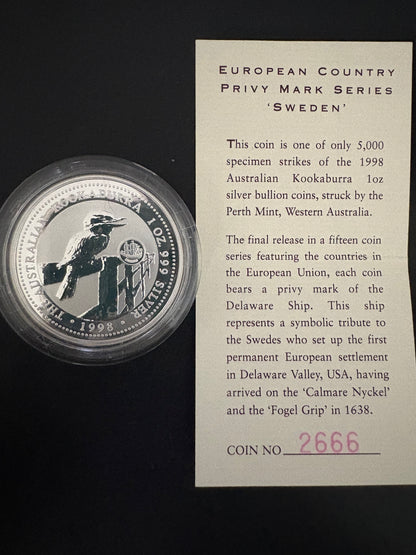 THE AUSTRALIAN KOOKABURRA 1 OZ. 999 SILVER
· 1998 ·
EUROPEAN COUNTRY
PRIVY MARK SERIES
'SWEDEN'
This coin is one of only 5,000
specimen strikes of the 1998
Australian Kookaburra 1oz
silver bullion coins, struck by the
Perth Mint, Western Australia.
The final release in a fifteen coin
series featuring the countries in
the European Union, each coin
bears a privy mark of the
Delaware Ship. This ship
represents a symbolic tribute to
the Swedes who set up the first
permanent European settlement
in Delaware Valley, USA, having
arrived on the 'Calmare Nyckel'
and the 'Fogel Grip' in 1638.
COIN NO 2666